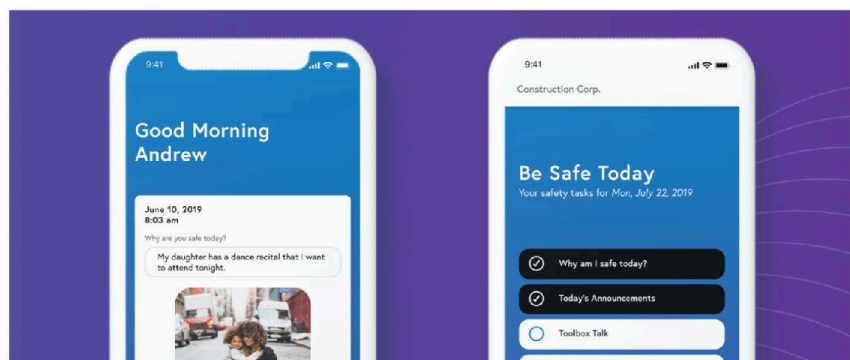 9:41
Good Morning
Andrew
June 10, 2019
8:03 am
Why are you safe today?
My daughter has a dance recital that I want
to attend tonight.
9:41
Construction Corp.
Be Safe Today
Your safety tasks for Mon, July 22, 2019
Why am I safe today?
Today's Announcements
Toolbox Talk